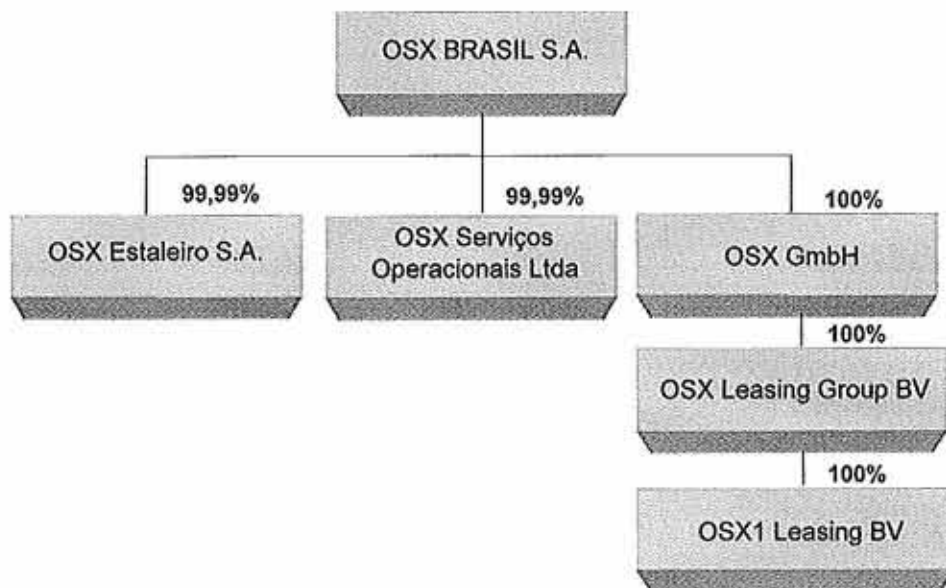 OSX BRASIL S.A.
99,99%
99,99%
100%
OSX Estaleiro S.A.
OSX Serviços
Operacionais Ltda
OSX GmbH
100%
OSX Leasing Group BV
100%
OSX1 Leasing BV